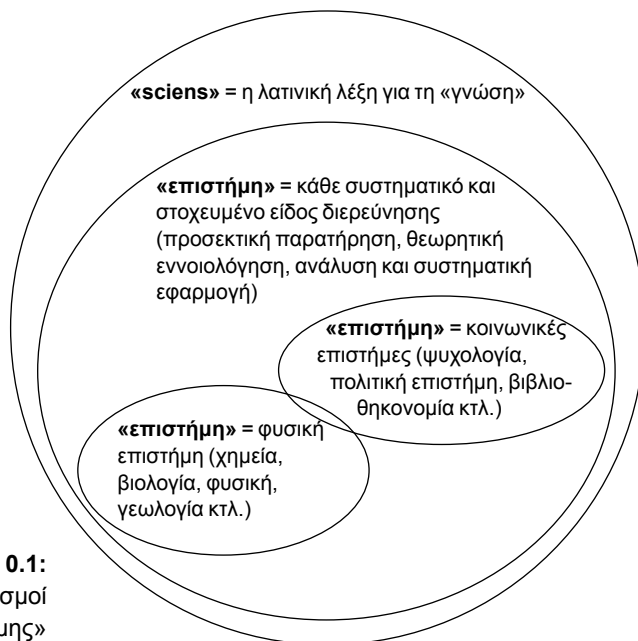 «sciens» = η λατινική λέξη για τη «γνώση»
«επιστήμη» = κάθε συστηματικό και
στοχευμένο είδος διερεύνησης
(προσεκτική παρατήρηση, θεωρητική
εννοιολόγηση, ανάλυση και συστηματική
εφαρμογή)
«επιστήμη» = κοινωνικές
επιστήμες (ψυχολογία,
πολιτική επιστήμη, βιβλιο-
θηκονομία κτλ.)
«επιστήμη» = φυσική
επιστήμη (χημεία,
βιολογία, φυσική,
γεωλογία κτλ.)
0.1:
σμοί
μης»